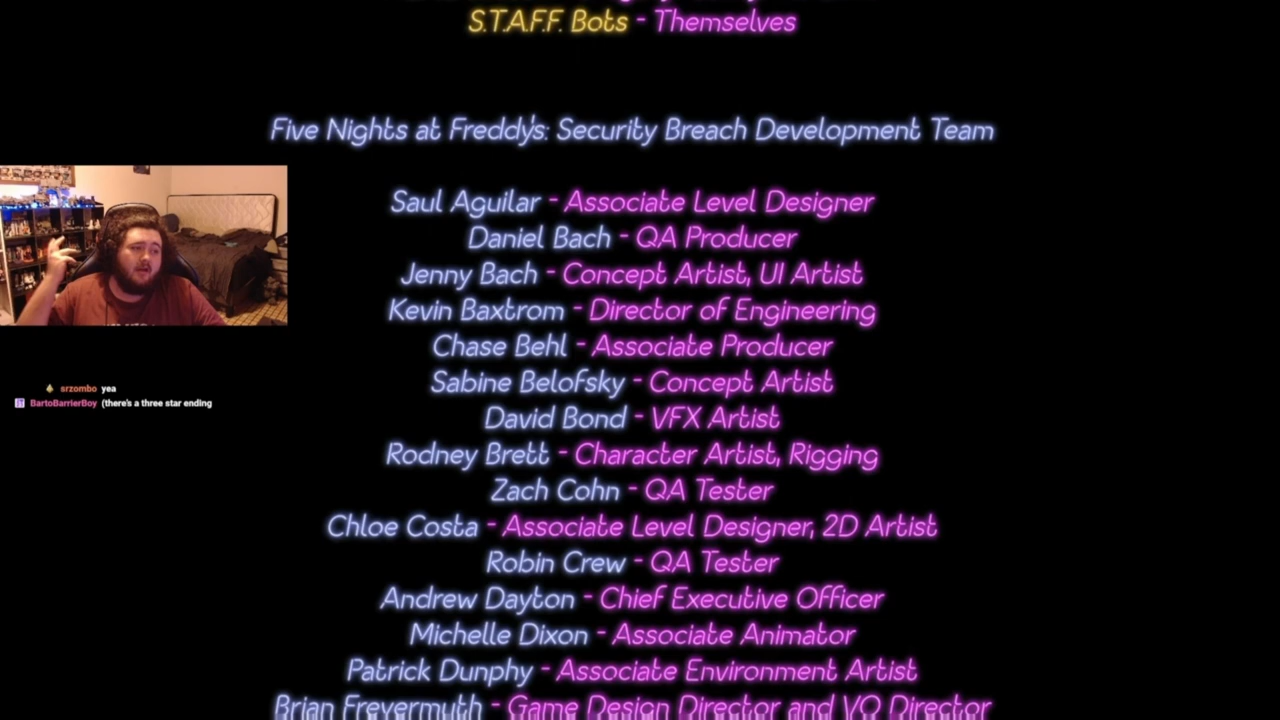 S.T.A.F.F. Bots - Themselves
Five Nights at Freddy's: Security Breach Development Team
Saul Aguilar - Associate Level Designer
Daniel Bach - QA Producer
Jenny Bach - Concept Artist, UI Artist
Kevin Baxtrom - Director of Engineering
Chase Behl - Associate Producer
Sabine Belofsky - Concept Artist
David Bond - VFX Artist
Rodney Brett - Character Artist, Rigging
Zach Cohn - QA Tester
Chloe Costa - Associate Level Designer, 2D Artist
Robin Crew - QA Tester
Andrew Dayton - Chief Executive Officer
Michelle Dixon - Associate Animator
Patrick Dunphy - Associate Environment Artist
Brian Freyermuth - Game Design Director and VO Director
srzombo yea
BartoBarrierBoy (there's a three star ending